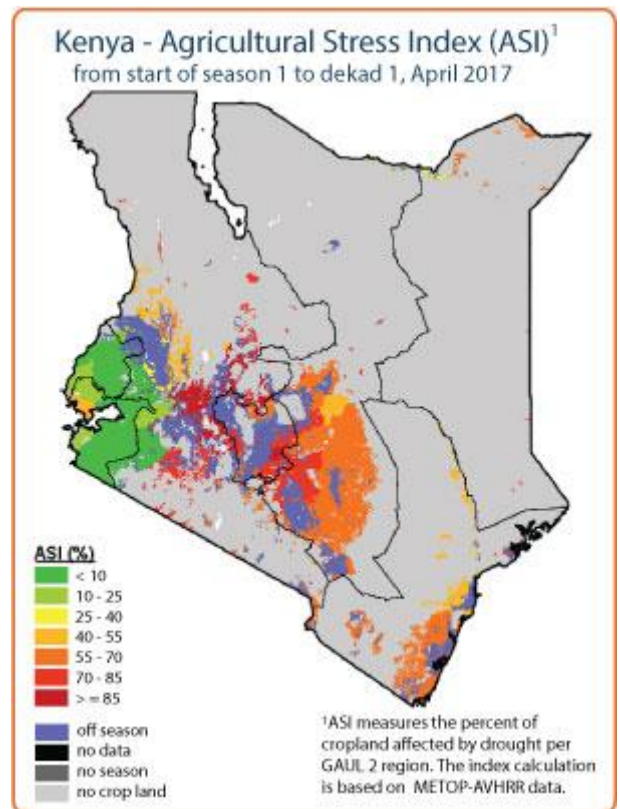 Kenya - Agricultural Stress Index (ASI)¹
from start of season 1 to dekad 1, April 2017
ASI (%)
< 10
10 - 25
25 - 40
40 - 55
55 - 70
70 - 85
> = 85
off season
no data
no season
no crop land
¹ASI measures the percent of
cropland affected by drought per
GAUL 2 region. The index calculation
is based on METOP-AVHRR data.